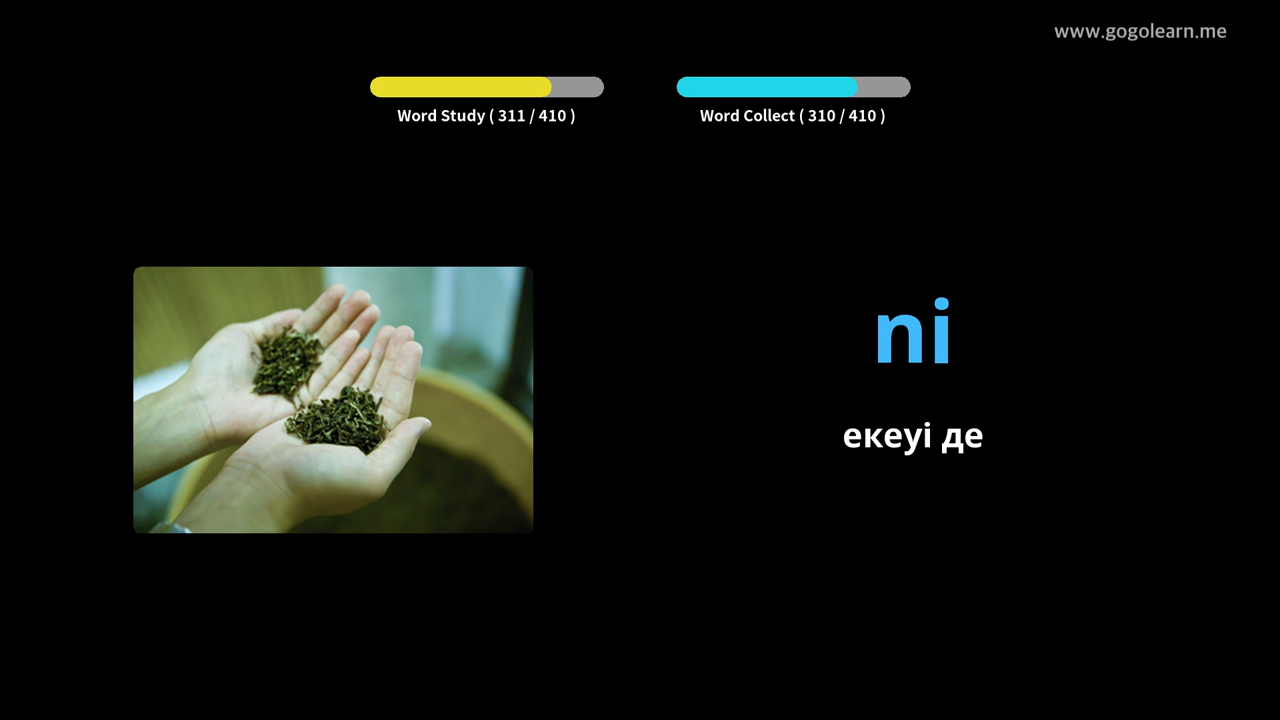 www.gogolearn.me
Word Study ( 311 / 410 )
Word Collect ( 310 / 410 )
ni
екеуі де